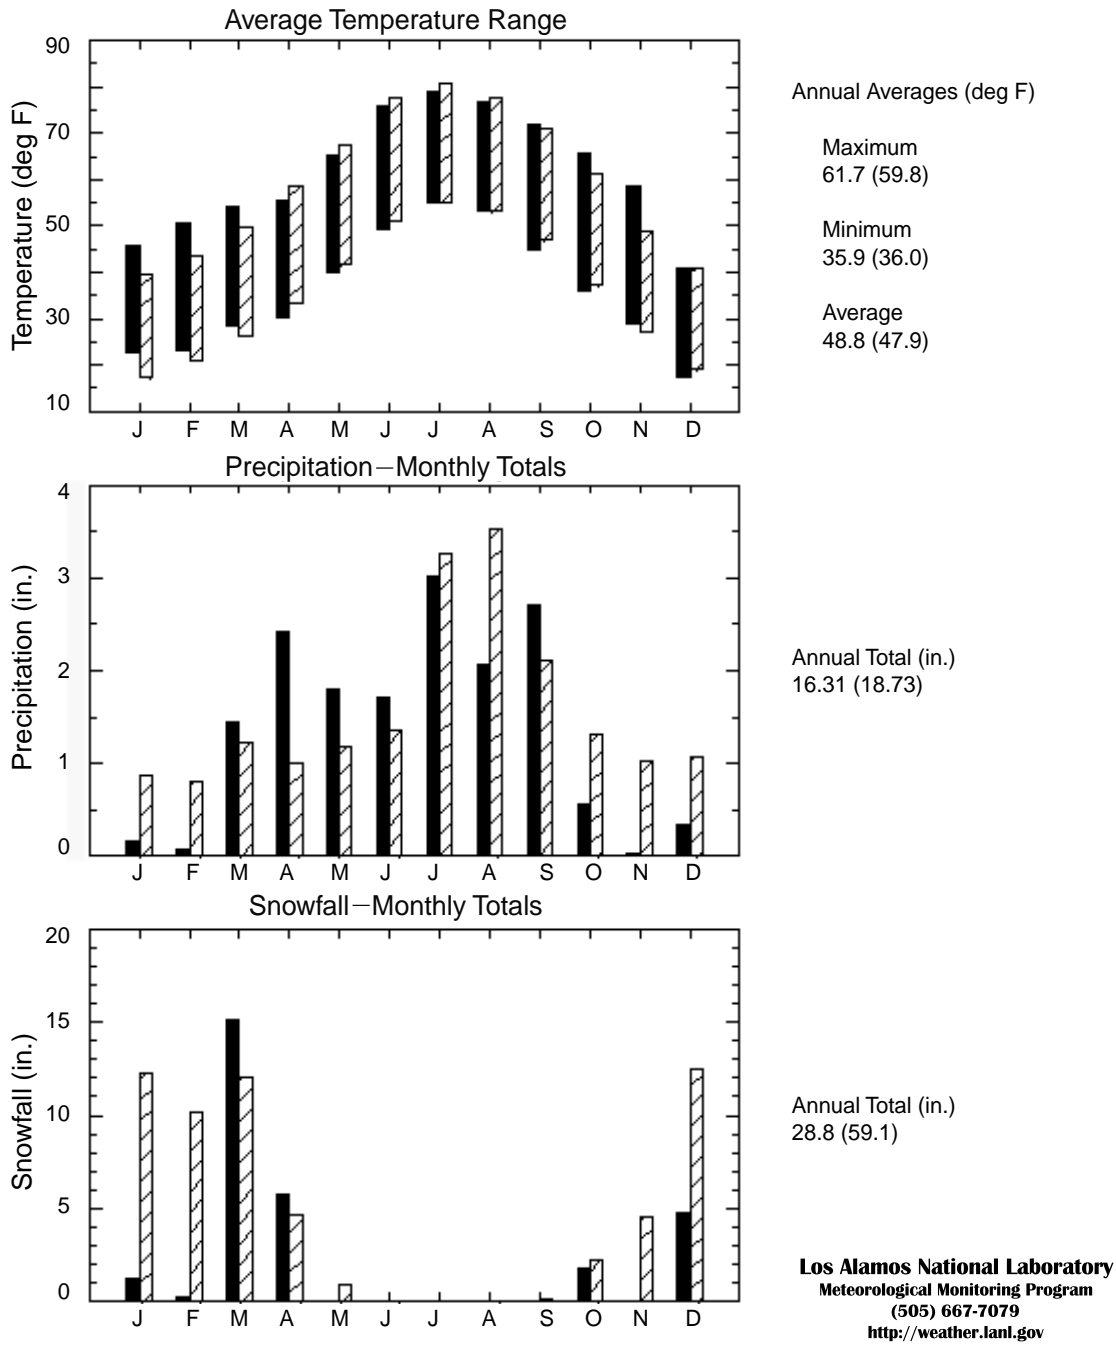 Average Temperature Range
90
70
50
30
10
Temperature (deg F)
J F M A M J J A S O N D
Annual Averages (deg F)
Maximum
61.7 (59.8)
Minimum
35.9 (36.0)
Average
48.8 (47.9)
Precipitation—Monthly Totals
4
3
2
1
0
Precipitation (in.)
J F M A M J J A S O N D
Annual Total (in.)
16.31 (18.73)
Snowfall—Monthly Totals
20
15
10
5
0
Snowfall (in.)
J F M A M J J A S O N D
Annual Total (in.)
28.8 (59.1)
Los Alamos National Laboratory
Meteorological Monitoring Program
(505) 667-7079
http://weather.lanl.gov